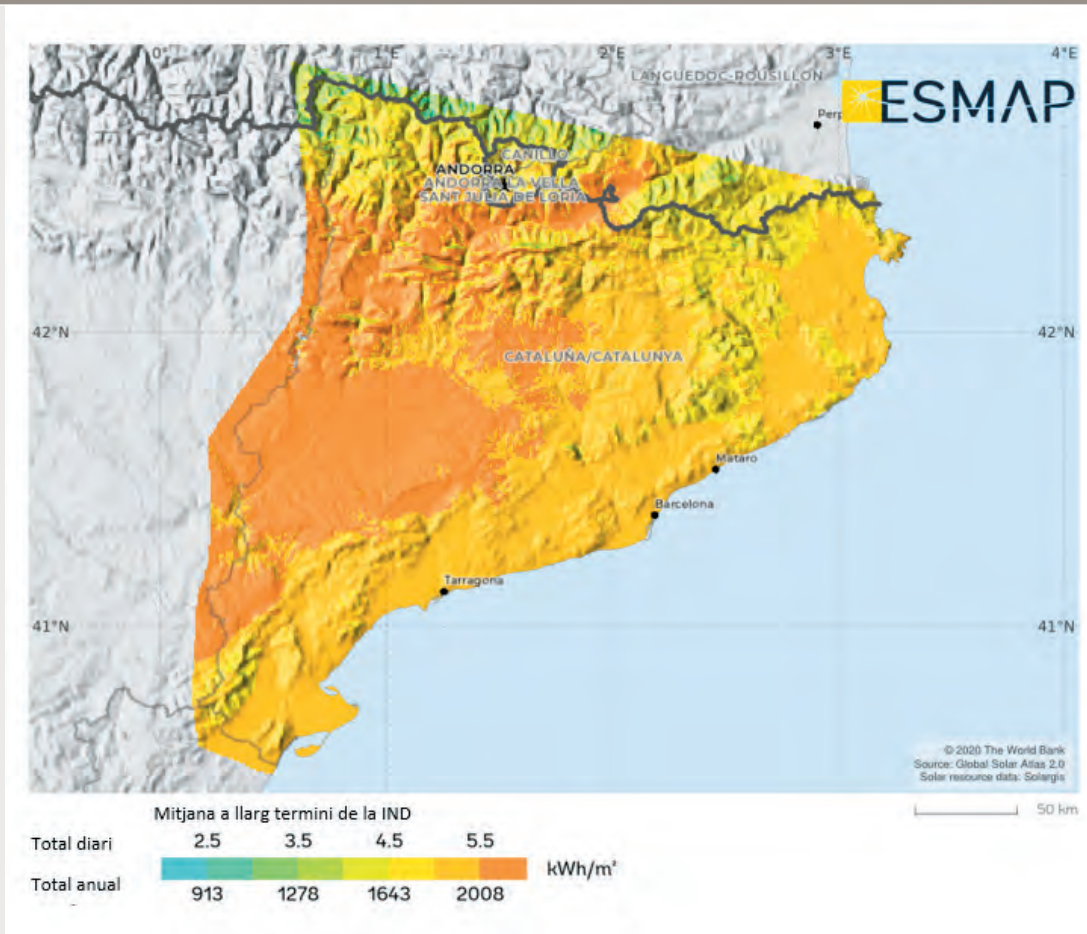 0° 1°E 2°E 3°E 4°E
LANGUEDOC-ROUSILLON
ESMAP
Perp
CANILLO
ANDORRA
ANDORRA LA VELLA
SANT JULIÀ DE LORIA
42°N 42°N
CATALUÑA/CATALUNYA
Mataro
Barcelona
Tarragona
41°N 41°N
© 2020 The World Bank
Source: Global Solar Atlas 2.0
Solar resource data: Solargis
50 km
Mitjana a llarg termini de la IND
Total diari 2.5 3.5 4.5 5.5
kWh/m²
Total anual 913 1278 1643 2008